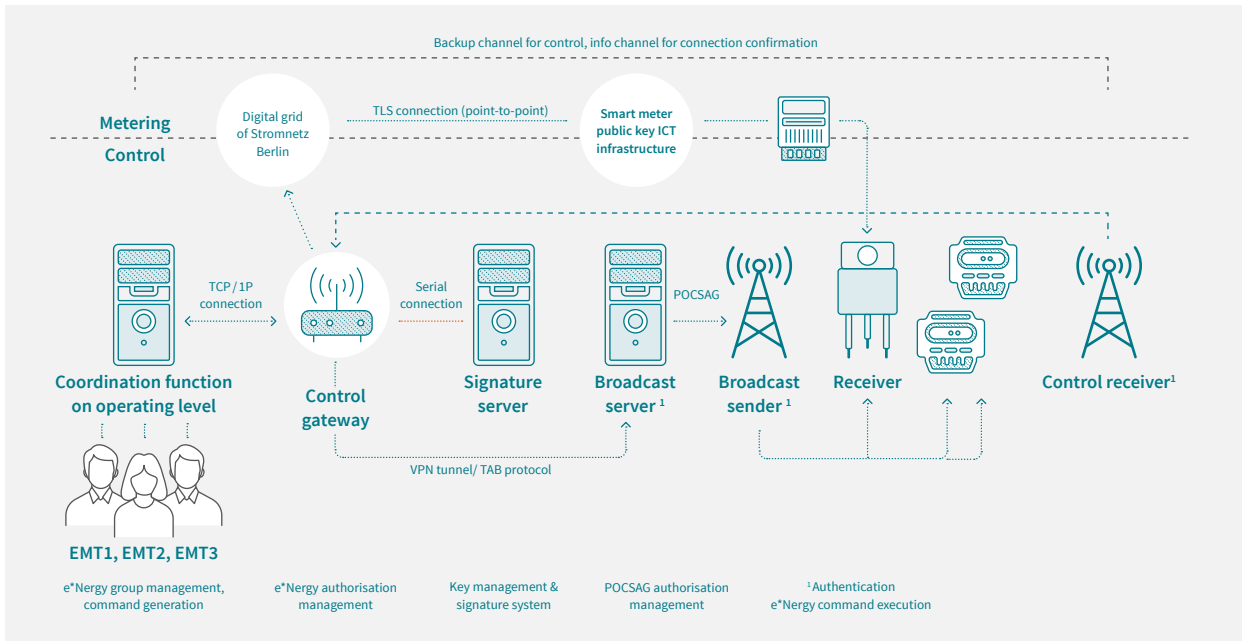 Backup channel for control, info channel for connection confirmation
Metering
Control
Digital grid
of Stromnetz
Berlin
TLS connection (point-to-point)
Smart meter
public key ICT
infrastructure
TCP / 1P
connection
Serial
connection
POCSAG
Coordination function
on operating level
Control
gateway
Signature
server
Broadcast
server ¹
Broadcast
sender ¹
Receiver
Control receiver¹
VPN tunnel/ TAB protocol
EMT1, EMT2, EMT3
e*Nergy group management,
command generation
e*Nergy authorisation
management
Key management &
signature system
POCSAG authorisation
management
¹ Authentication
e*Nergy command execution